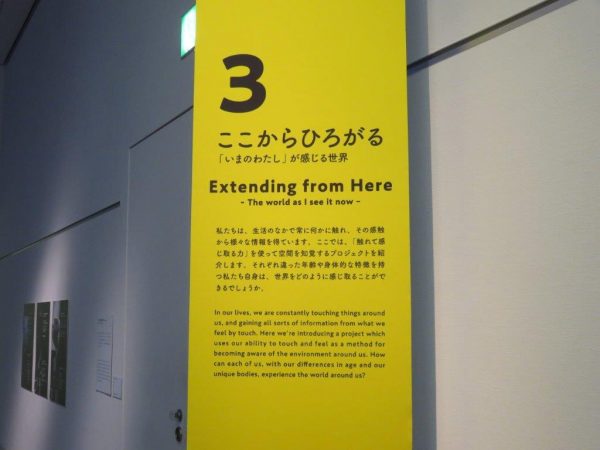 3
ここからひろがる
「いまのわたし」が感じる世界
Extending from Here
- The world as I see it now -
私たちは、生活のなかで常に何かに触れ、その感触
から様々な情報を得ています。ここでは、「触れて感
じ取る力」を使って空間を知覚するプロジェクトを紹
介します。それぞれ違った年齢や身体的な特徴を持
つ私たち自身は、世界をどのように感じ取ることがで
きるでしょうか。
In our lives, we are constantly touching things around
us, and gaining all sorts of information from what we
feel by touch. Here we're introducing a project which
uses our ability to touch and feel as a method for
becoming aware of the environment around us. How
can each of us, with our differences in age and our
unique bodies, experience the world around us?